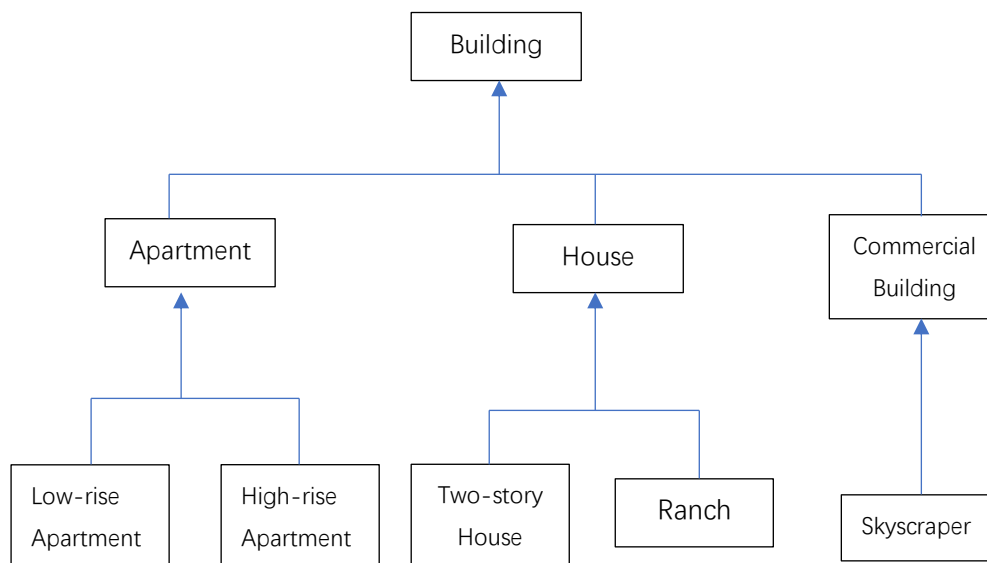 Building
Apartment
House
Commercial
Building
Low-rise
Apartment
High-rise
Apartment
Two-story
House
Ranch
Skyscraper